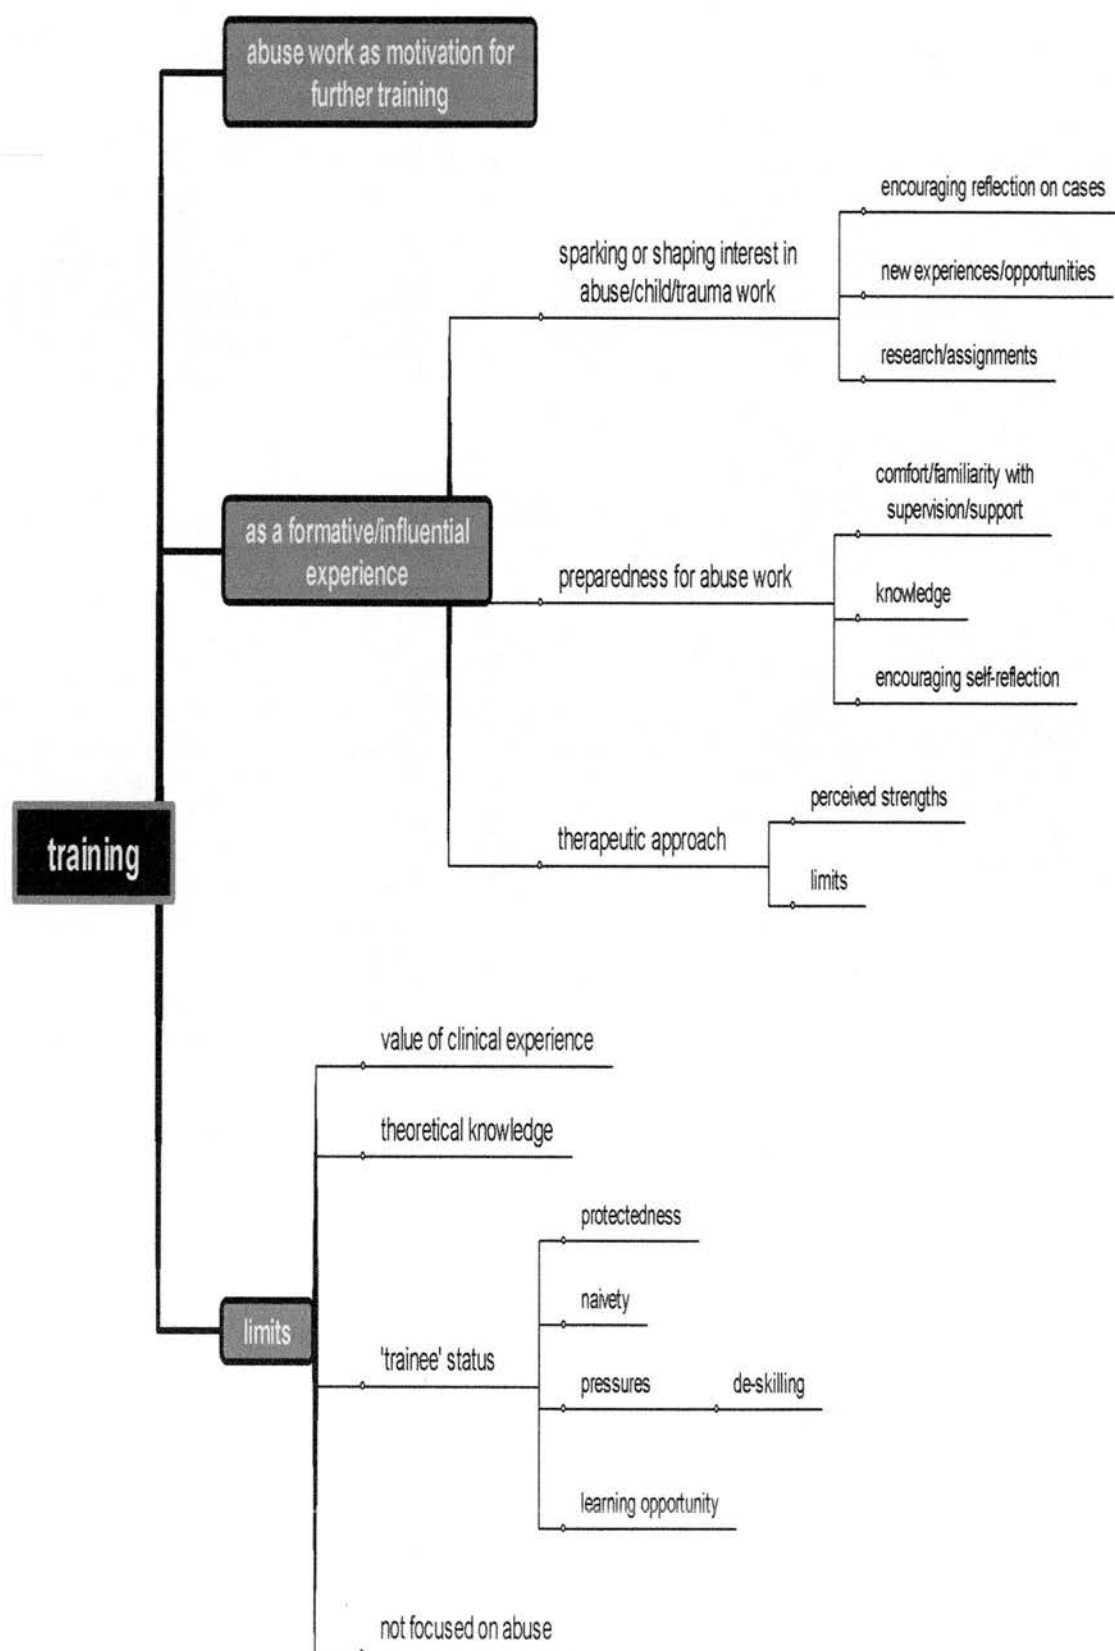 abuse work as motivation for
further training
encouraging reflection on cases
sparking or shaping interest in
abuse/child/trauma work
new experiences/opportunities
research/assignments
comfort/familiarity with
supervision/support
as a formative/influential
experience
preparedness for abuse work
knowledge
encouraging self-reflection
perceived strengths
therapeutic approach
limits
training
value of clinical experience
theoretical knowledge
protectedness
naivety
limits
'trainee' status
pressures
de-skilling
learning opportunity
not focused on abuse